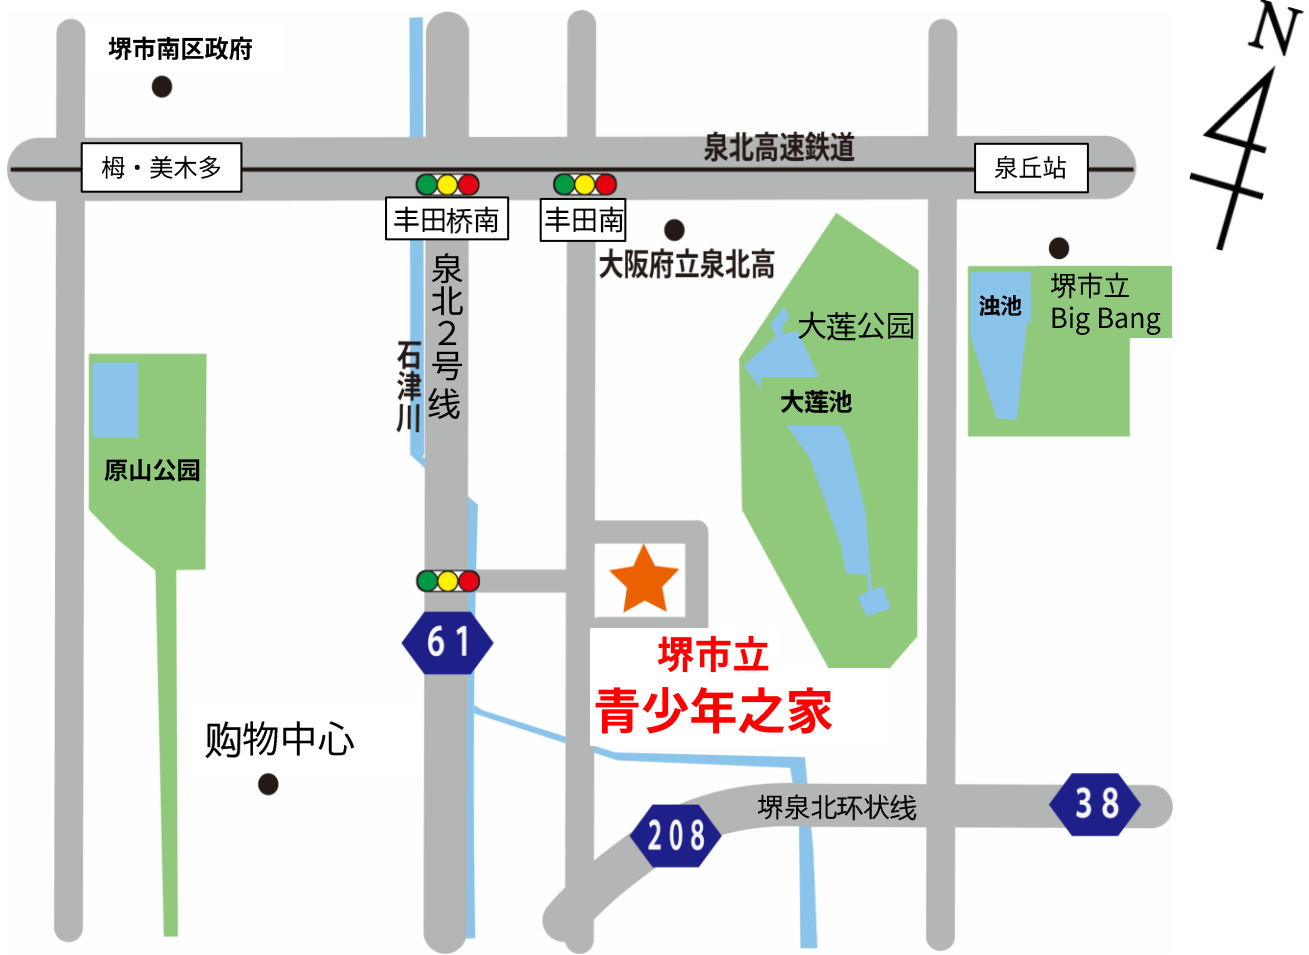 N
堺市南区政府
泉北高速鉄道
栂・美木多
泉丘站
丰田桥南
丰田南
大阪府立泉北高
泉北2号线
石津川
堺市立
Big Bang
浊池
大莲公园
大莲池
原山公园
61
堺市立
青少年之家
购物中心
堺泉北环状线
38
208